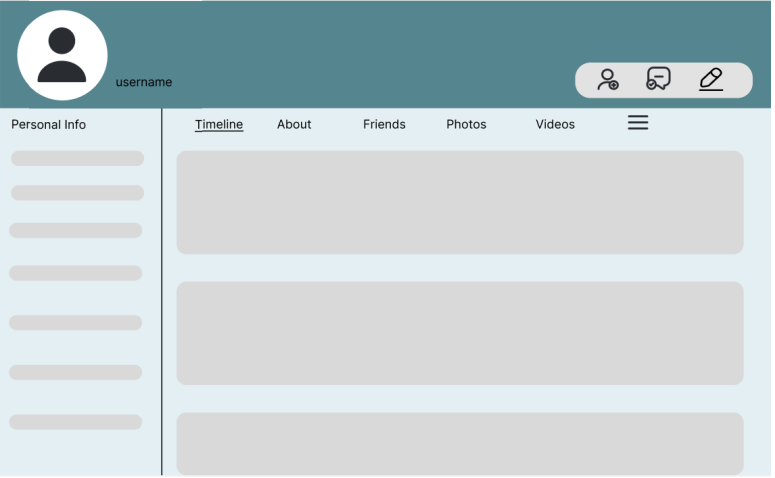 username
Personal Info
Timeline About Friends Photos Videos